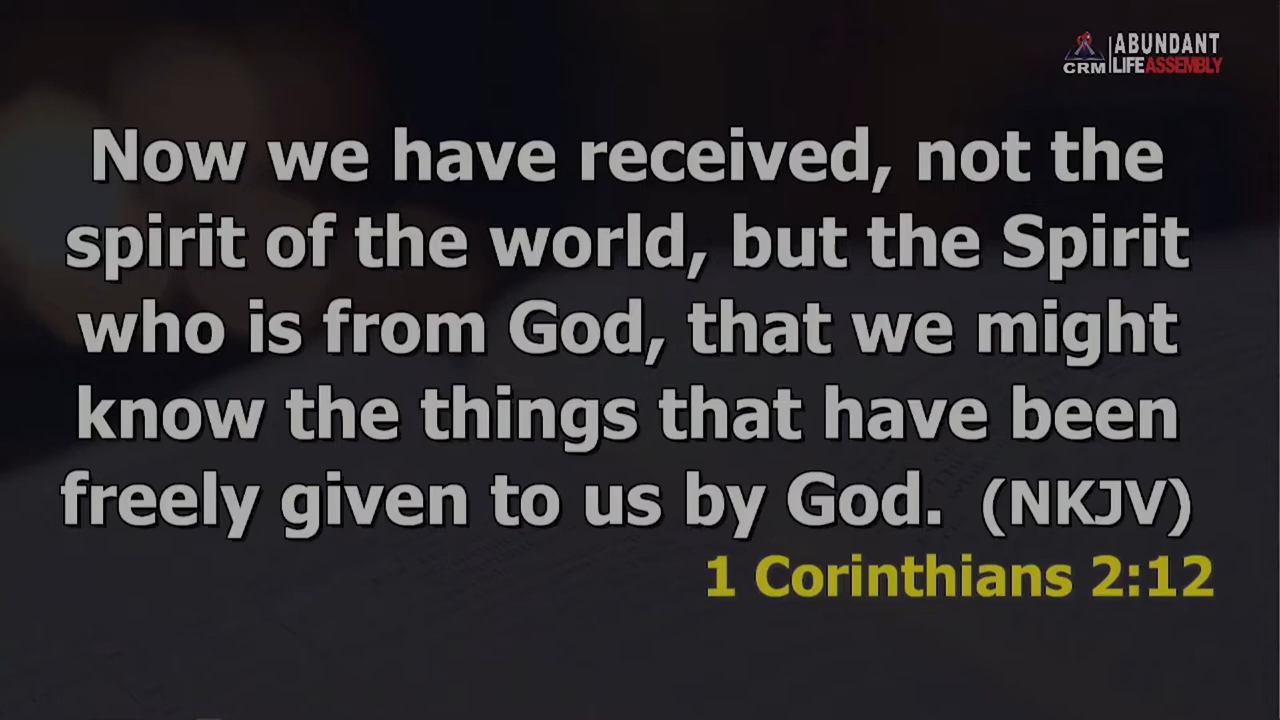 CRM
ABUNDANT
LIFEASSEMBLY
Now we have received, not the
spirit of the world, but the Spirit
who is from God, that we might
know the things that have been
freely given to us by God.  (NKJV)
1 Corinthians 2:12